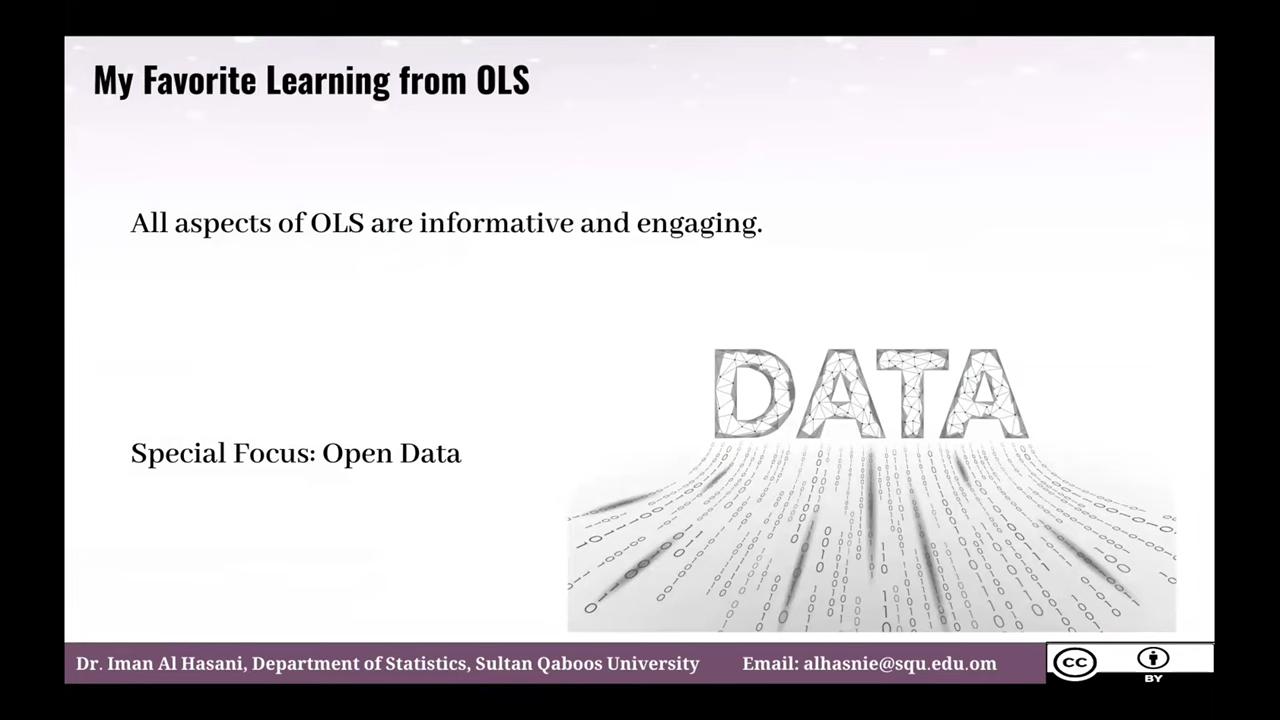 My Favorite Learning from OLS
All aspects of OLS are informative and engaging.
DATA
Special Focus: Open Data
Dr. Iman Al Hasani, Department of Statistics, Sultan Qaboos University Email: alhasnie@squ.edu.om
cc
BY